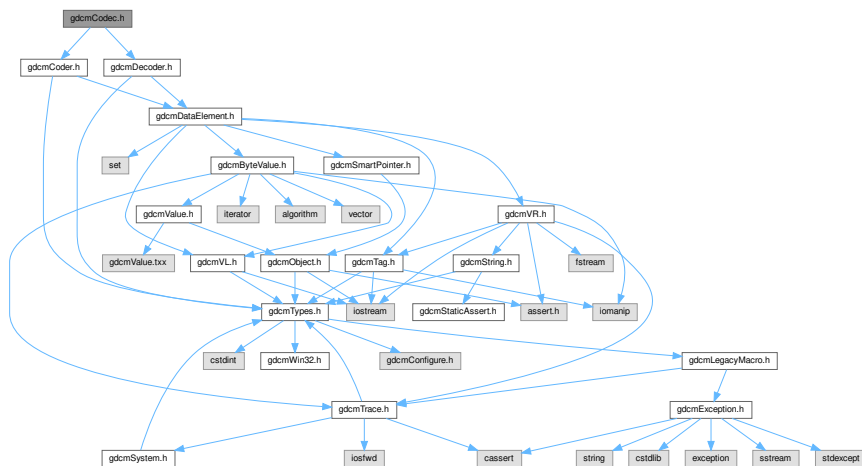 gdcmCodec.h
gdcmCoder.h
gdcmDecoder.h
gdcmDataElement.h
set
gdcmByteValue.h
gdcmSmartPointer.h
gdcmValue.h
iterator
algorithm
vector
gdcmVR.h
gdcmValue.txx
gdcmVL.h
gdcmObject.h
gdcmTag.h
gdcmString.h
fstream
gdcmTypes.h
iostream
gdcmStaticAssert.h
assert.h
iomanip
cstdint
gdcmWin32.h
gdcmConfigure.h
gdcmLegacyMacro.h
gdcmTrace.h
gdcmException.h
gdcmSystem.h
iosfwd
cassert
string
cstdlib
exception
sstream
stdexcept